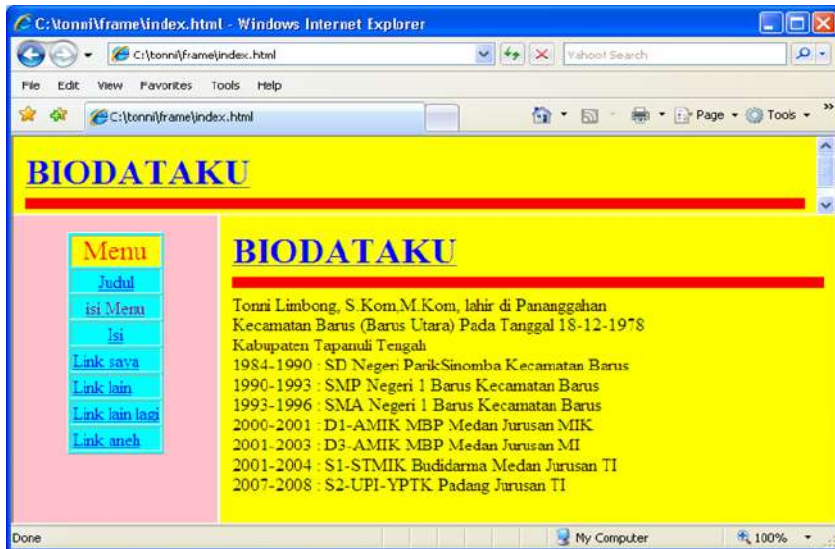 C:\tonni\frame\index.html - Windows Internet Explorer
C:\tonni\frame\index.html
Yahoo! Search
File Edit View Favorites Tools Help
C:\tonni\frame\index.html
Page Tools
BIODATAKU
Menu
Judul
isi Menu
Isi
Link saya
Link lain
Link lain lagi
Link aneh
BIODATAKU
Tonni Limbong, S.Kom,M.Kom, lahir di Pananggahan
Kecamatan Barus (Barus Utara) Pada Tanggal 18-12-1978
Kabupaten Tapanuli Tengah
1984-1990 : SD Negeri ParikSinomba Kecamatan Barus
1990-1993 : SMP Negeri 1 Barus Kecamatan Barus
1993-1996 : SMA Negeri 1 Barus Kecamatan Barus
2000-2001 : D1-AMIK MBP Medan Jurusan MIK
2001-2003 : D3-AMIK MBP Medan Jurusan MI
2001-2004 : S1-STMIK Budidarma Medan Jurusan TI
2007-2008 : S2-UPI-YPTK Padang Jurusan TI
Done My Computer 100%